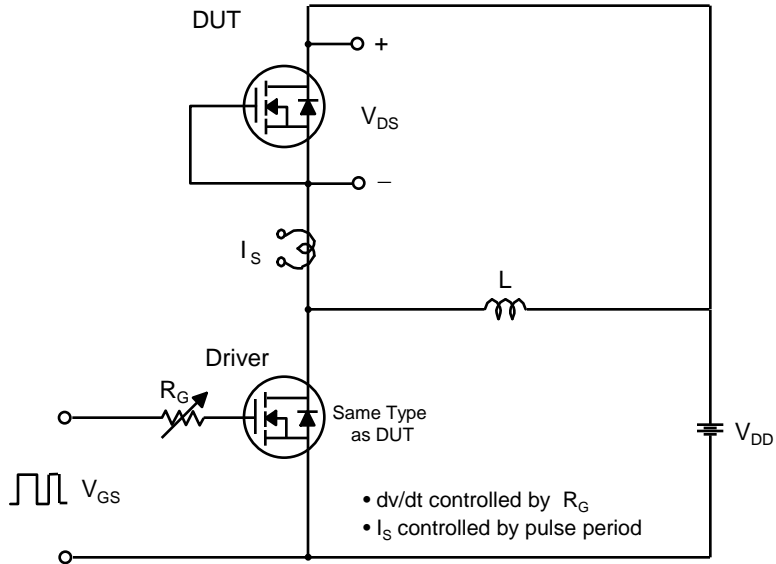 DUT
+
VDS
−
IS
L
Driver
RG
Same Type
as DUT
VDD
VGS
• dv/dt controlled by RG
• IS controlled by pulse period